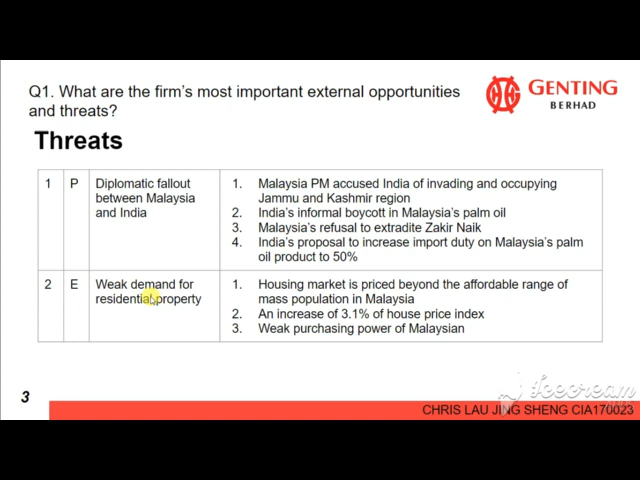 Q1. What are the firm's most important external opportunities
and threats?
GENTING
BERHAD
Threats
1 P Diplomatic fallout
between Malaysia
and India
1. Malaysia PM accused India of invading and occupying
Jammu and Kashmir region
2. India's informal boycott in Malaysia's palm oil
3. Malaysia's refusal to extradite Zakir Naik
4. India's proposal to increase import duty on Malaysia's palm
oil product to 50%
2 E Weak demand for
residential property
1. Housing market is priced beyond the affordable range of
mass population in Malaysia
2. An increase of 3.1% of house price index
3. Weak purchasing power of Malaysian
3
Icecream
CHRIS LAU JING SHENG CIA170023